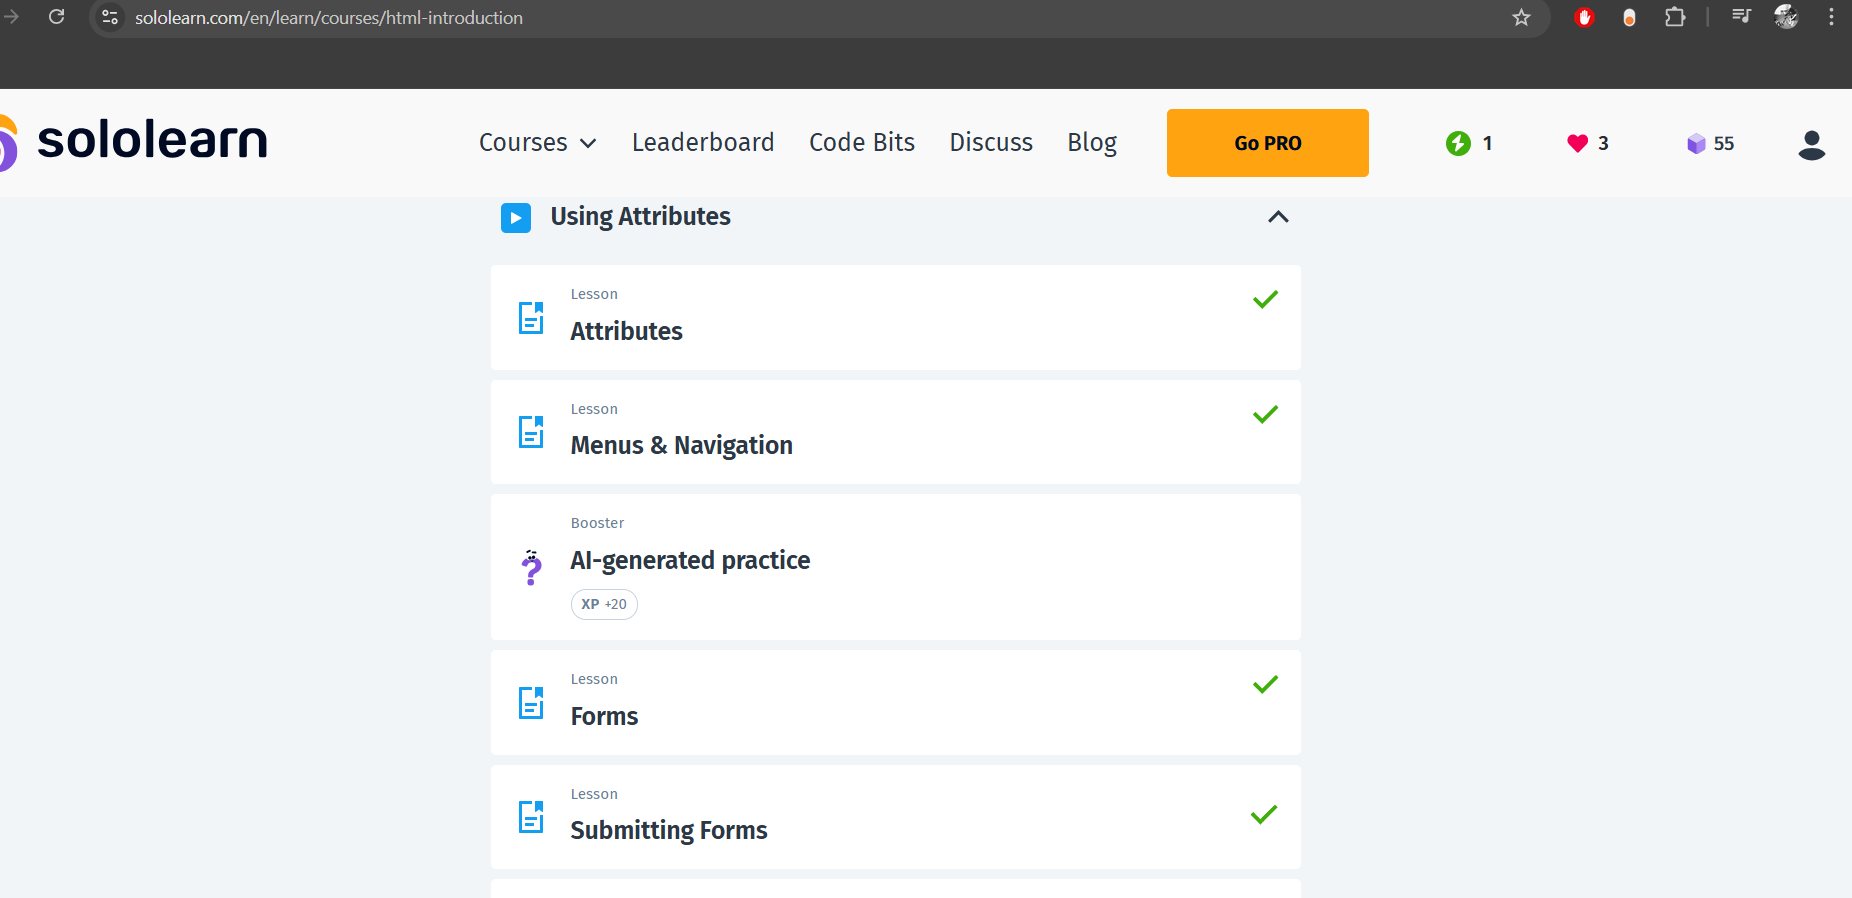 sololearn.com/en/learn/courses/html-introduction
sololearn Courses Leaderboard Code Bits Discuss Blog Go PRO 1 3 55
Using Attributes
Lesson
Attributes
Lesson
Menus & Navigation
Booster
AI-generated practice
XP +20
Lesson
Forms
Lesson
Submitting Forms